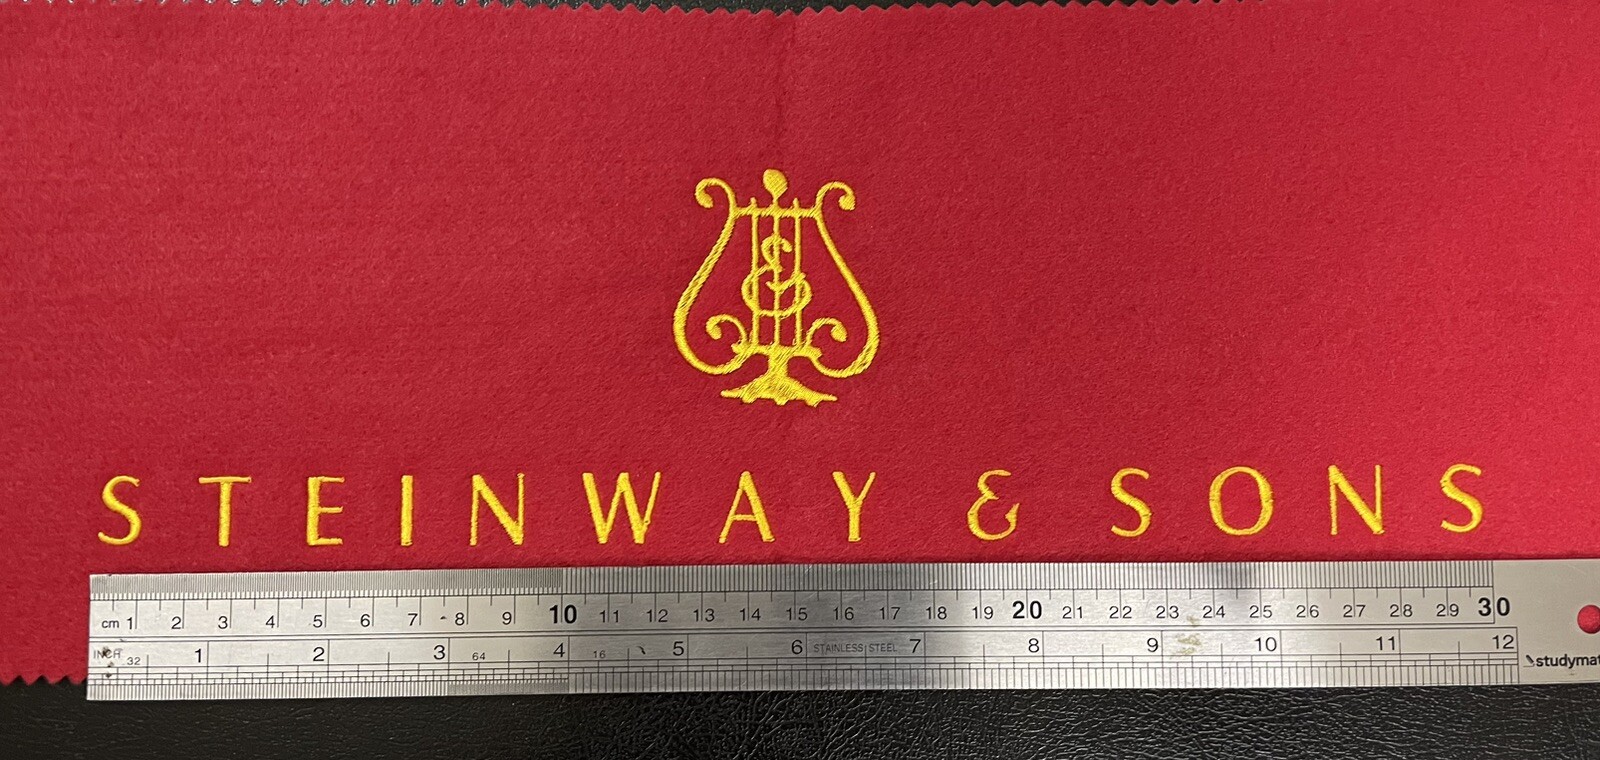 STEINWAY & SONS
cm 1 2 3 4 5 6 7 8 9 10 11 12 13 14 15 16 17 18 19 20 21 22 23 24 25 26 27 28 29 30
INCH 32 1 2 3 64 4 16 5 6 STAINLESS STEEL 7 8 9 10 11 12
studymat